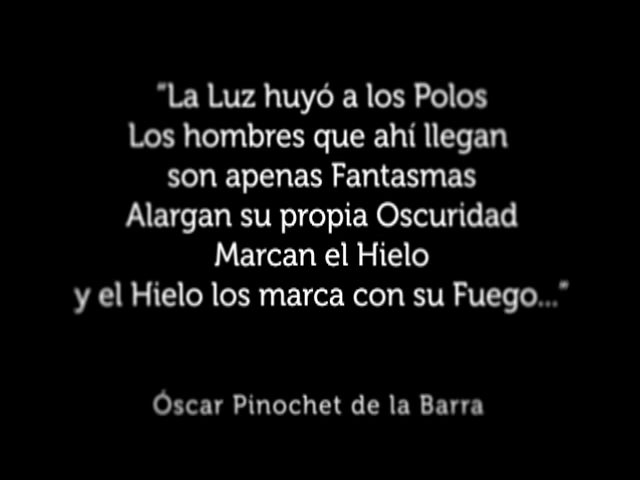 "La Luz huyó a los Polos
Los hombres que ahí llegan
son apenas Fantasmas
Alargan su propia Oscuridad
Marcan el Hielo
y el Hielo los marca con su Fuego..."
Óscar Pinochet de la Barra